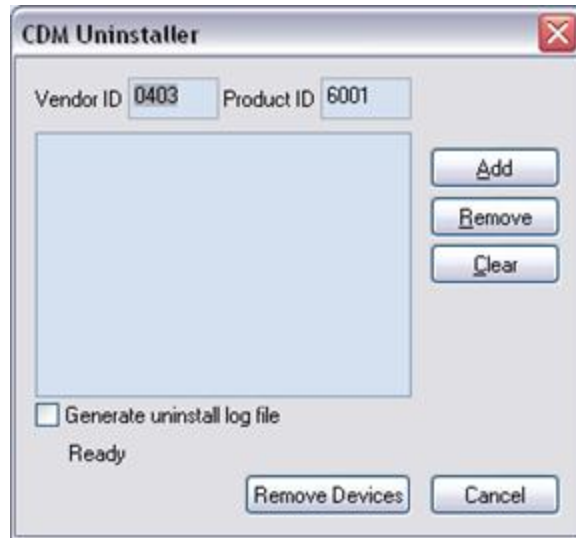 CDM Uninstaller
Vendor ID 0403 Product ID 6001
Add
Remove
Clear
Generate uninstall log file
Ready
Remove Devices Cancel